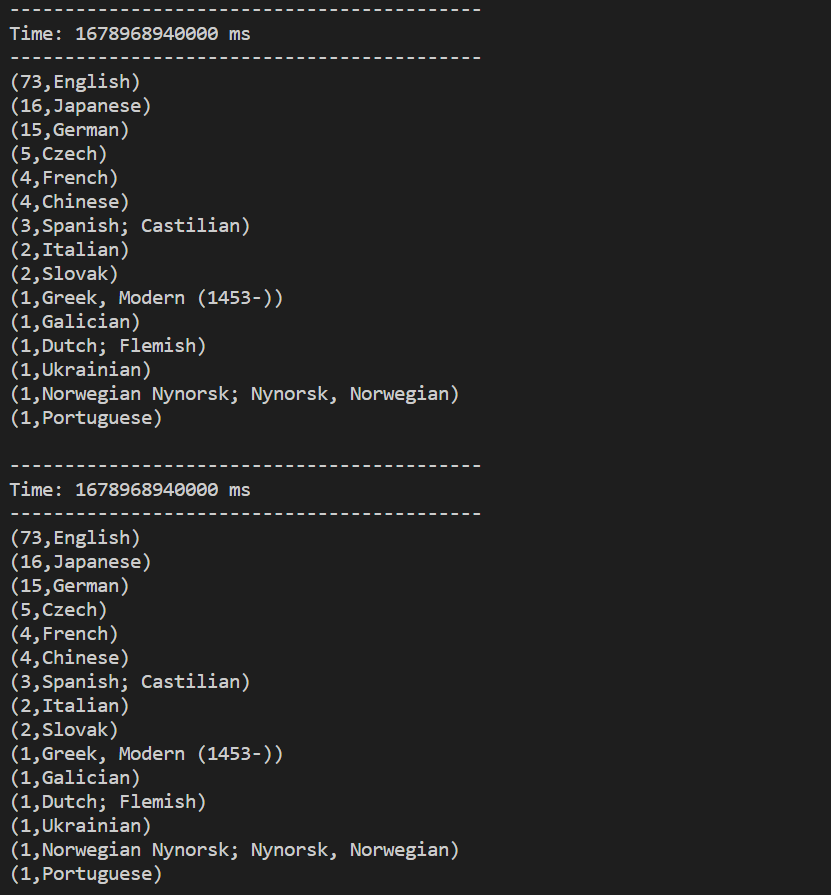 -------------------------------------------
Time: 1678968940000 ms
-------------------------------------------
(73,English)
(16,Japanese)
(15,German)
(5,Czech)
(4,French)
(4,Chinese)
(3,Spanish; Castilian)
(2,Italian)
(2,Slovak)
(1,Greek, Modern (1453-))
(1,Galician)
(1,Dutch; Flemish)
(1,Ukrainian)
(1,Norwegian Nynorsk; Nynorsk, Norwegian)
(1,Portuguese)

-------------------------------------------
Time: 1678968940000 ms
-------------------------------------------
(73,English)
(16,Japanese)
(15,German)
(5,Czech)
(4,French)
(4,Chinese)
(3,Spanish; Castilian)
(2,Italian)
(2,Slovak)
(1,Greek, Modern (1453-))
(1,Galician)
(1,Dutch; Flemish)
(1,Ukrainian)
(1,Norwegian Nynorsk; Nynorsk, Norwegian)
(1,Portuguese)